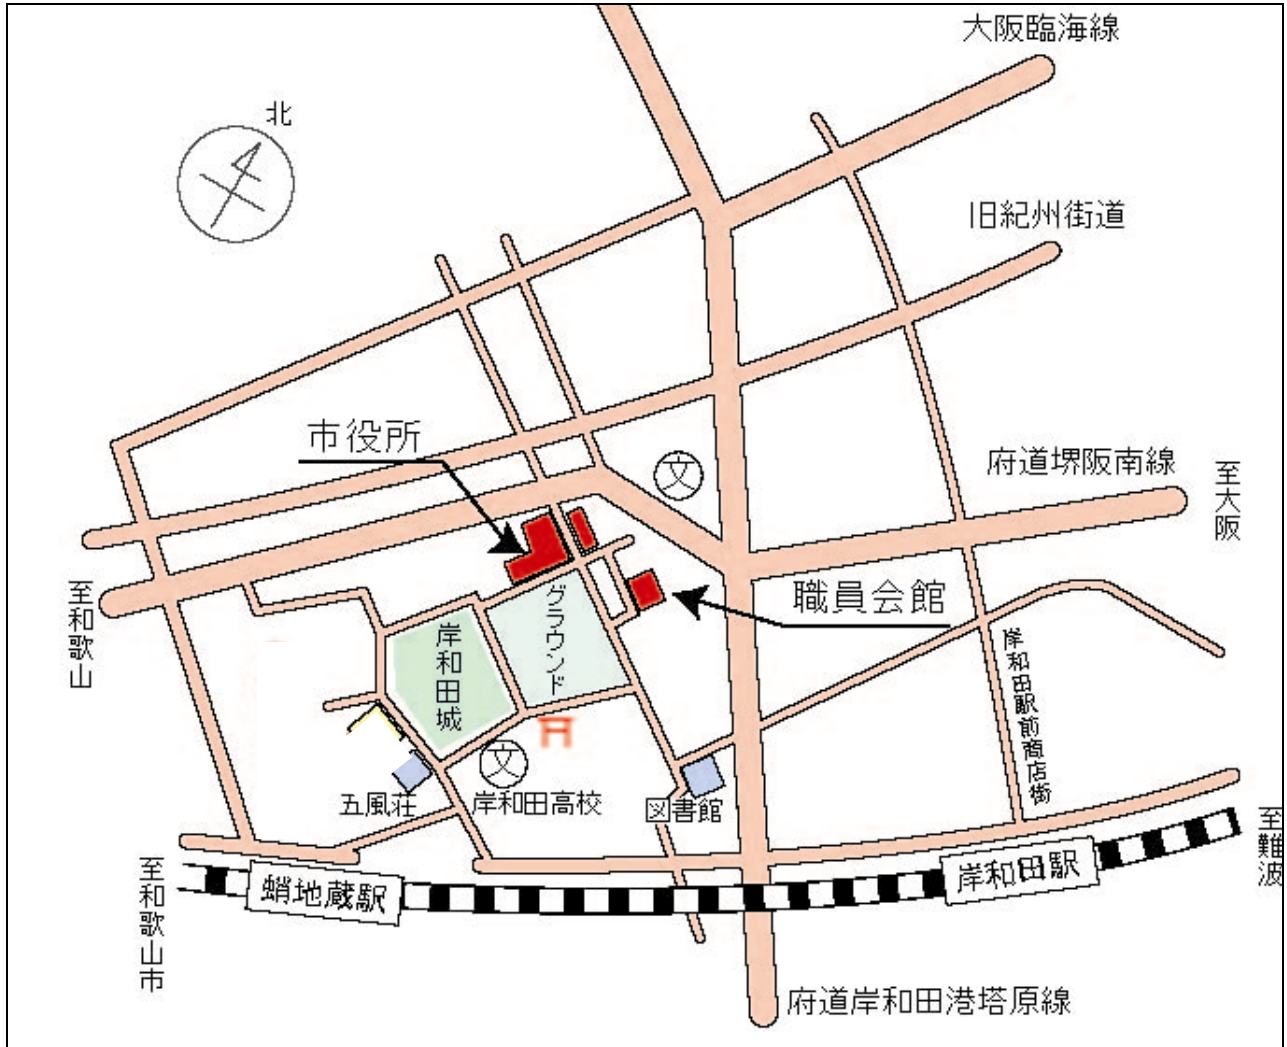 大阪臨海線
北
旧紀州街道
市役所
文
府道堺阪南線
至大阪
至和歌山
グラウンド
職員会館
岸和田城
岸和田駅前商店街
文
五風荘
岸和田高校
図書館
至難波
至和歌山市
蛸地蔵駅
岸和田駅
府道岸和田港塔原線